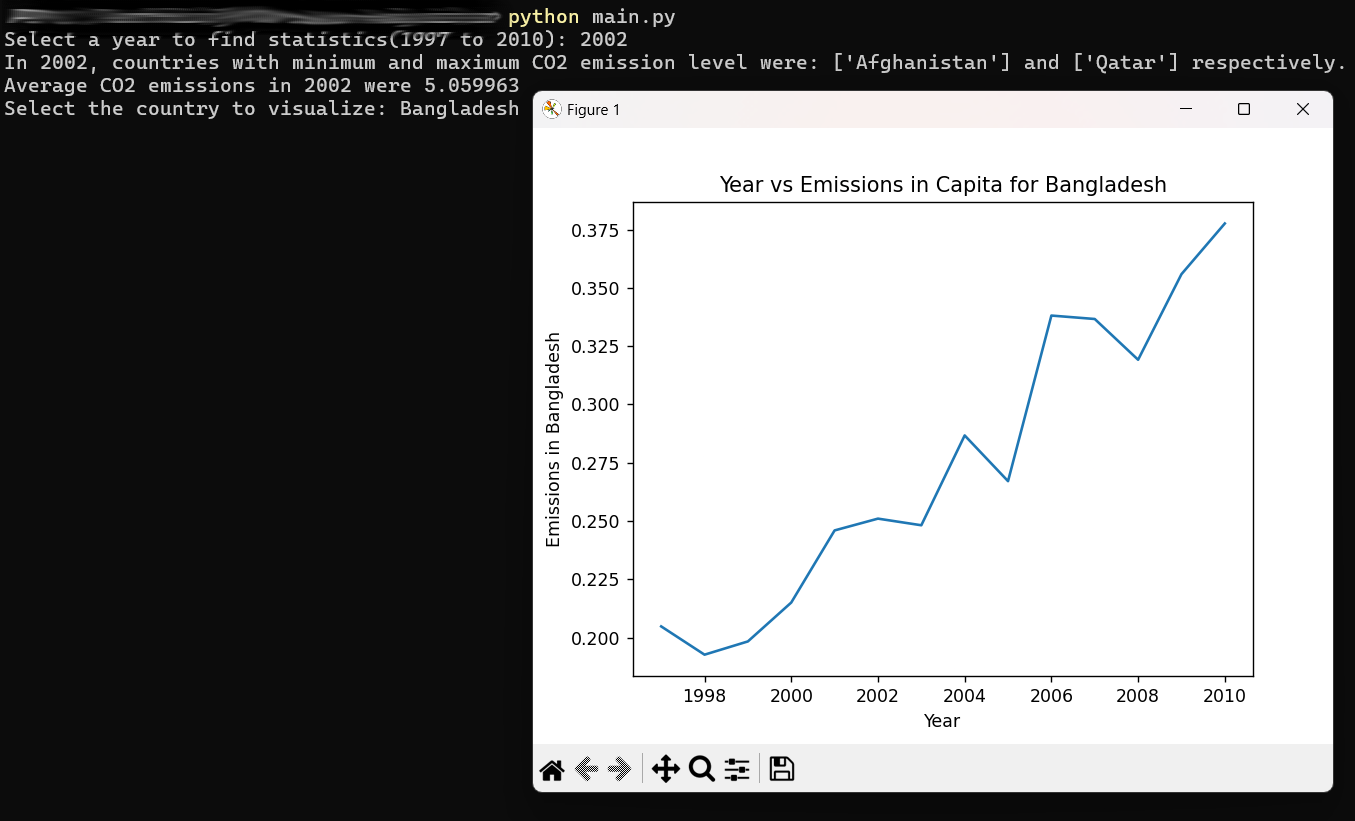 python main.py
Select a year to find statistics(1997 to 2010): 2002
In 2002, countries with minimum and maximum CO2 emission level were: ['Afghanistan'] and ['Qatar'] respectively.
Average CO2 emissions in 2002 were 5.059963
Select the country to visualize: Bangladesh
Figure 1
Year vs Emissions in Capita for Bangladesh
Emissions in Bangladesh
0.375
0.350
0.325
0.300
0.275
0.250
0.225
0.200
1998 2000 2002 2004 2006 2008 2010
Year